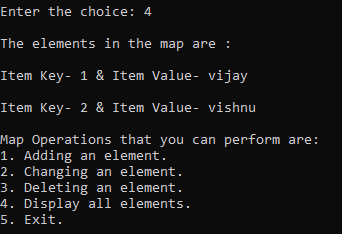 Enter the choice: 4
The elements in the map are :
Item Key- 1 & Item Value- vijay
Item Key- 2 & Item Value- vishnu
Map Operations that you can perform are:
1. Adding an element.
2. Changing an element.
3. Deleting an element.
4. Display all elements.
5. Exit.